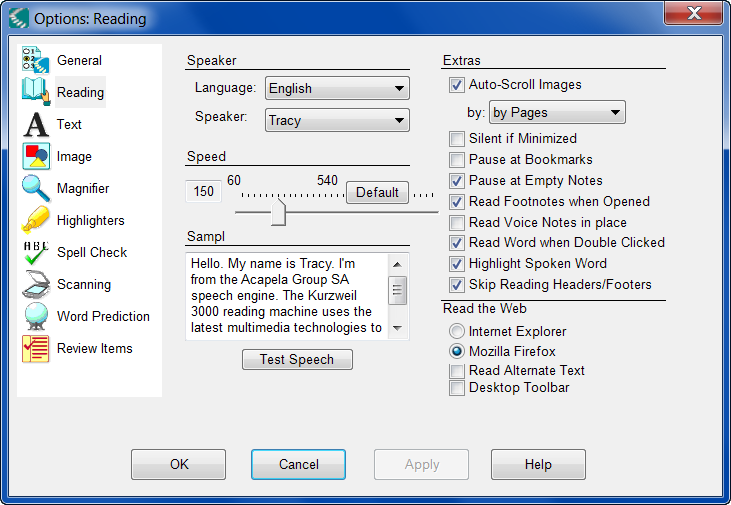 Options: Reading
General
Reading
Text
Image
Magnifier
Highlighters
Spell Check
Scanning
Word Prediction
Review Items
Speaker
Language: English
Speaker: Tracy
Speed
150 60 540 Default
Sampl
Hello. My name is Tracy. I'm
from the Acapela Group SA
speech engine. The Kurzweil
3000 reading machine uses the
latest multimedia technologies to
Test Speech
Extras
Auto-Scroll Images
by: by Pages
Silent if Minimized
Pause at Bookmarks
Pause at Empty Notes
Read Footnotes when Opened
Read Voice Notes in place
Read Word when Double Clicked
Highlight Spoken Word
Skip Reading Headers/Footers
Read the Web
Internet Explorer
Mozilla Firefox
Read Alternate Text
Desktop Toolbar
OK Cancel Apply Help